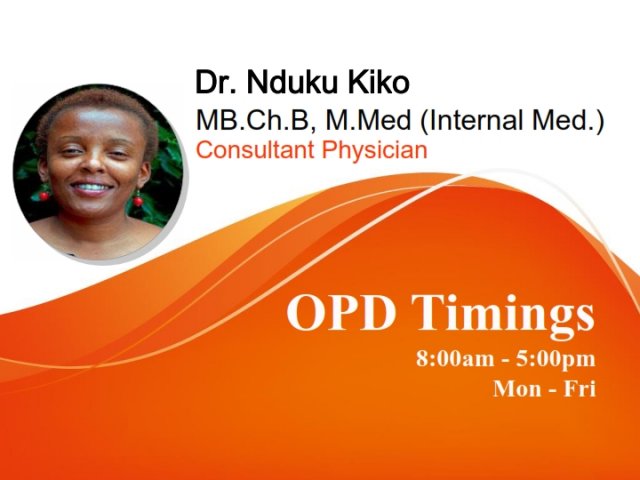 Dr. Nduku Kiko
MB.Ch.B, M.Med (Internal Med.)
Consultant Physician
OPD Timings
8:00am - 5:00pm
Mon - Fri